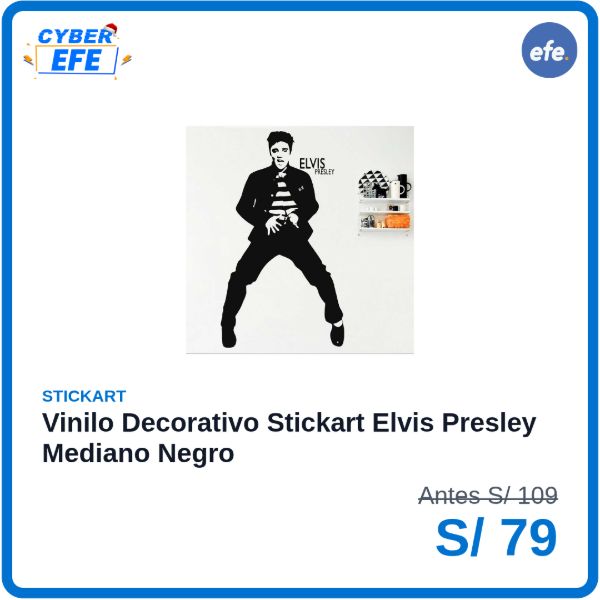 CYBER
EFE
efe.
ELVIS
PRESLEY
STICKART
Vinilo Decorativo Stickart Elvis Presley
Mediano Negro
Antes S/ 109
S/ 79